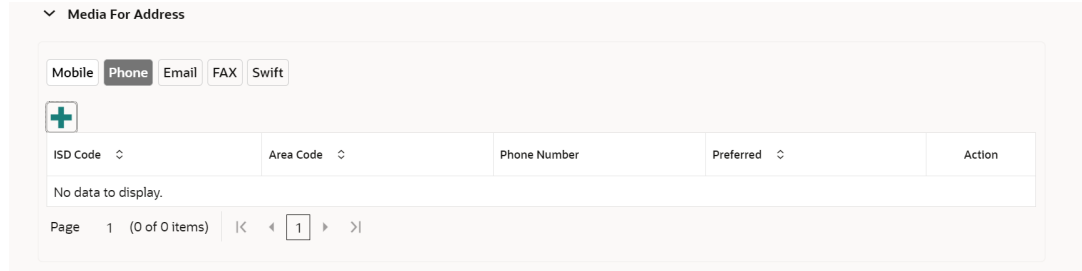 Media For Address
Mobile Phone Email FAX Swift
ISD Code Area Code Phone Number Preferred Action
No data to display.
Page 1 (0 of 0 items) 1